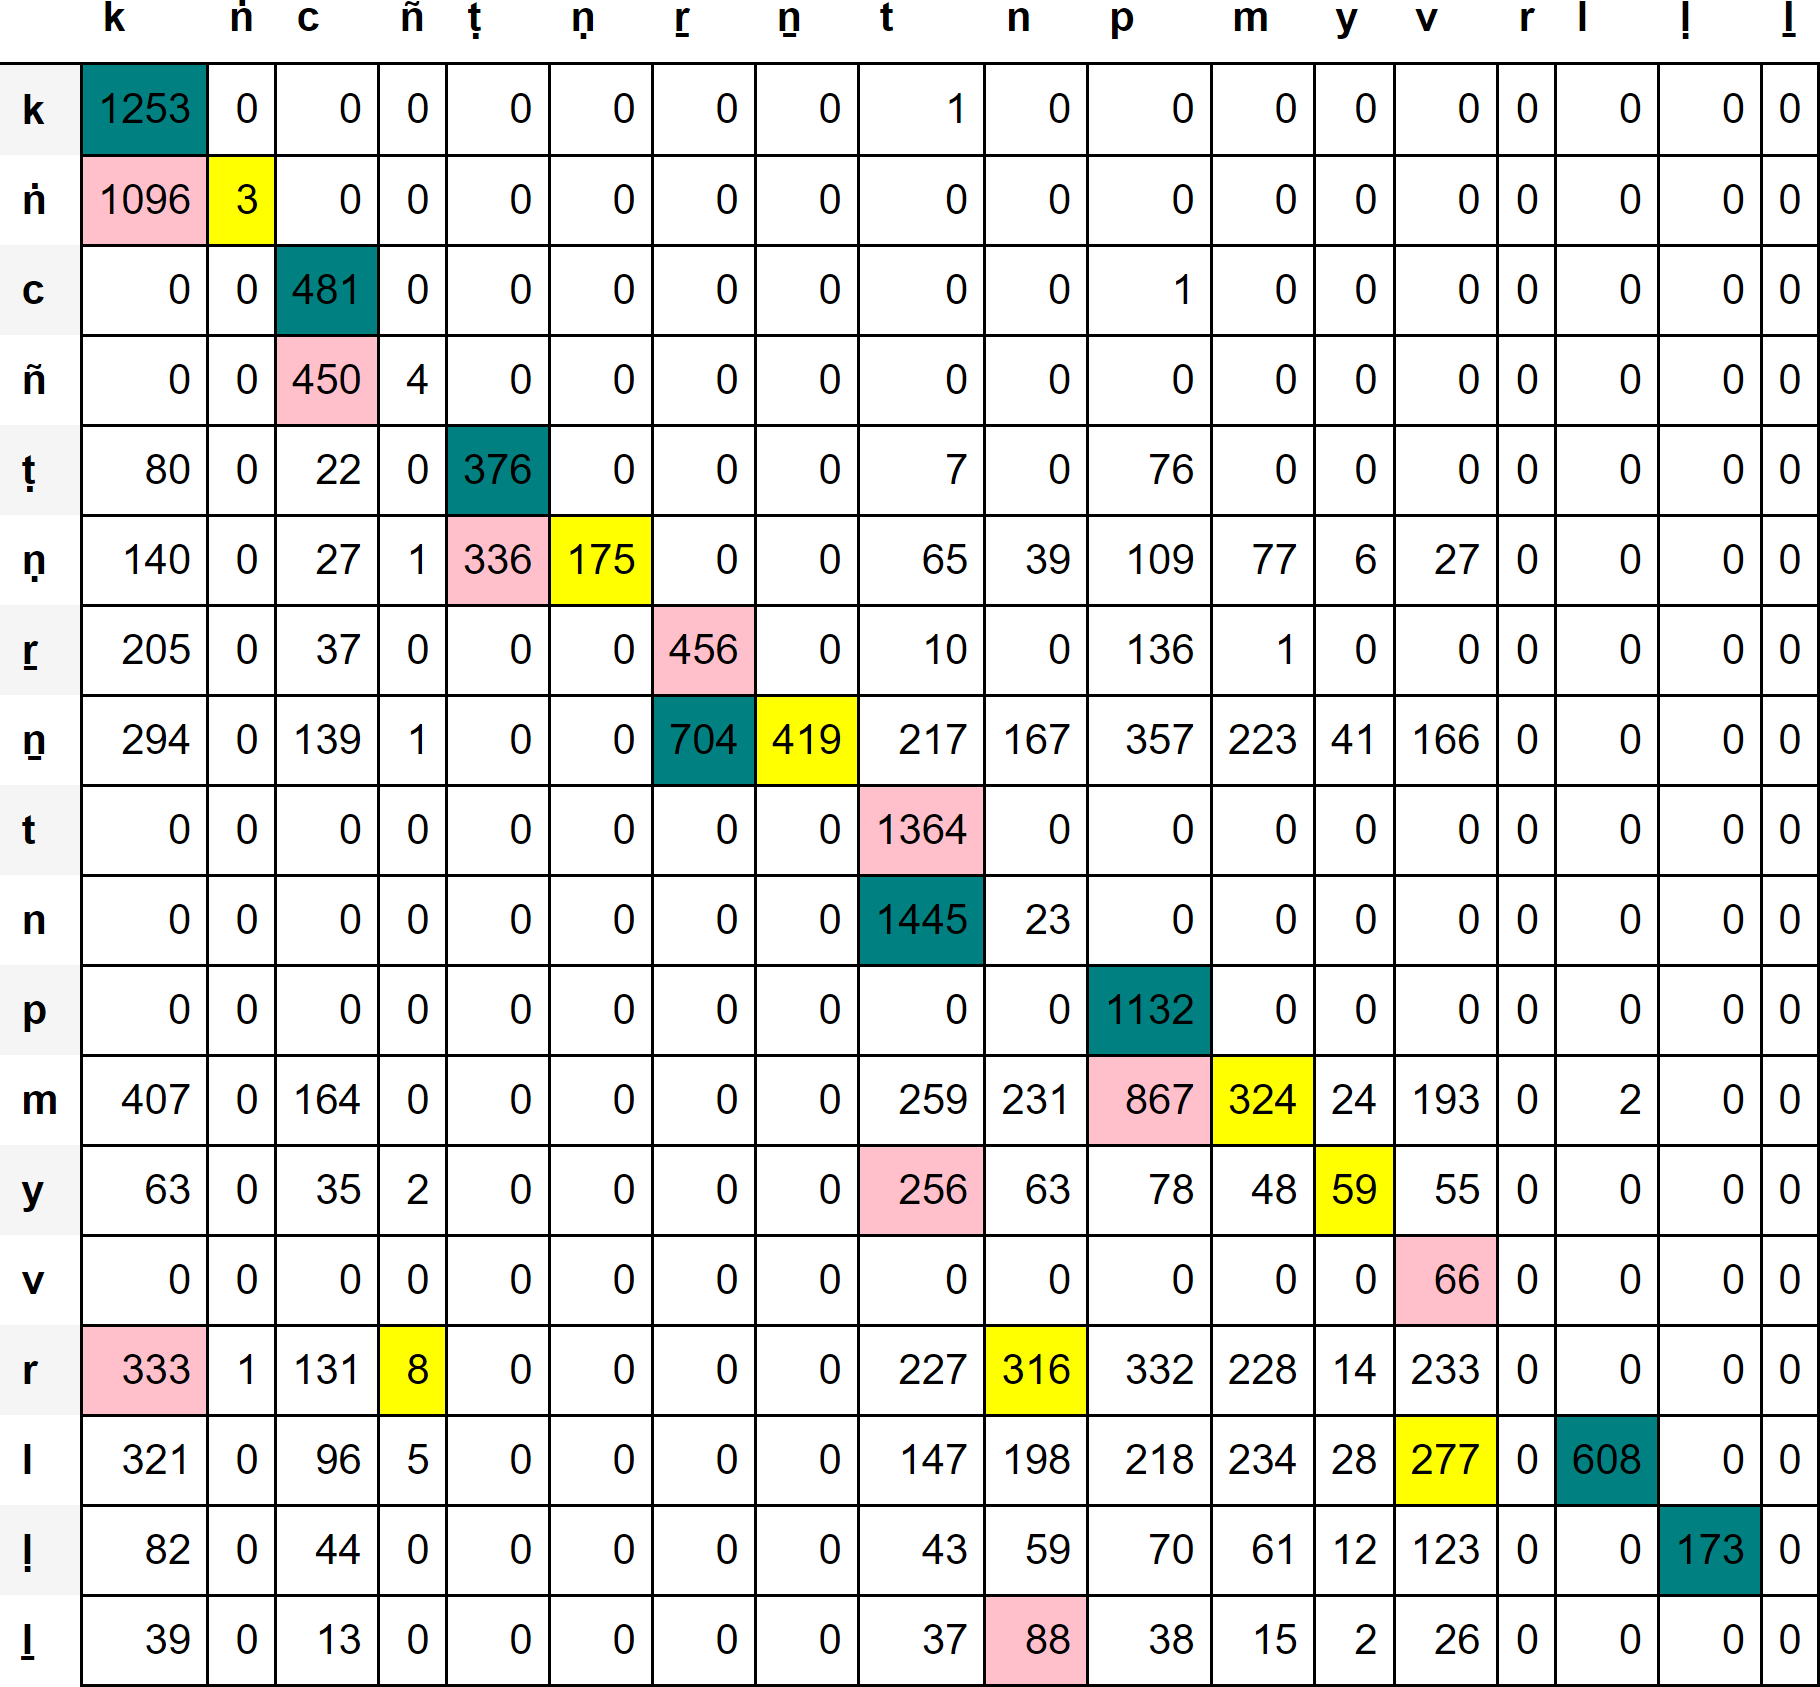 k ṅ c ñ ṭ ṇ ṟ ṉ t n p m y v r l ḷ ḻ
k 1253 0 0 0 0 0 0 0 1 0 0 0 0 0 0 0 0 0
ṅ 1096 3 0 0 0 0 0 0 0 0 0 0 0 0 0 0 0 0
c 0 0 481 0 0 0 0 0 0 0 1 0 0 0 0 0 0 0
ñ 0 0 450 4 0 0 0 0 0 0 0 0 0 0 0 0 0 0
ṭ 80 0 22 0 376 0 0 0 7 0 76 0 0 0 0 0 0 0
ṇ 140 0 27 1 336 175 0 0 65 39 109 77 6 27 0 0 0 0
ṟ 205 0 37 0 0 0 456 0 10 0 136 1 0 0 0 0 0 0
ṉ 294 0 139 1 0 0 704 419 217 167 357 223 41 166 0 0 0 0
t 0 0 0 0 0 0 0 0 1364 0 0 0 0 0 0 0 0 0
n 0 0 0 0 0 0 0 0 1445 23 0 0 0 0 0 0 0 0
p 0 0 0 0 0 0 0 0 0 0 1132 0 0 0 0 0 0 0
m 407 0 164 0 0 0 0 0 259 231 867 324 24 193 0 2 0 0
y 63 0 35 2 0 0 0 0 256 63 78 48 59 55 0 0 0 0
v 0 0 0 0 0 0 0 0 0 0 0 0 0 66 0 0 0 0
r 333 1 131 8 0 0 0 0 227 316 332 228 14 233 0 0 0 0
l 321 0 96 5 0 0 0 0 147 198 218 234 28 277 0 608 0 0
ḷ 82 0 44 0 0 0 0 0 43 59 70 61 12 123 0 0 173 0
ḻ 39 0 13 0 0 0 0 0 37 88 38 15 2 26 0 0 0 0